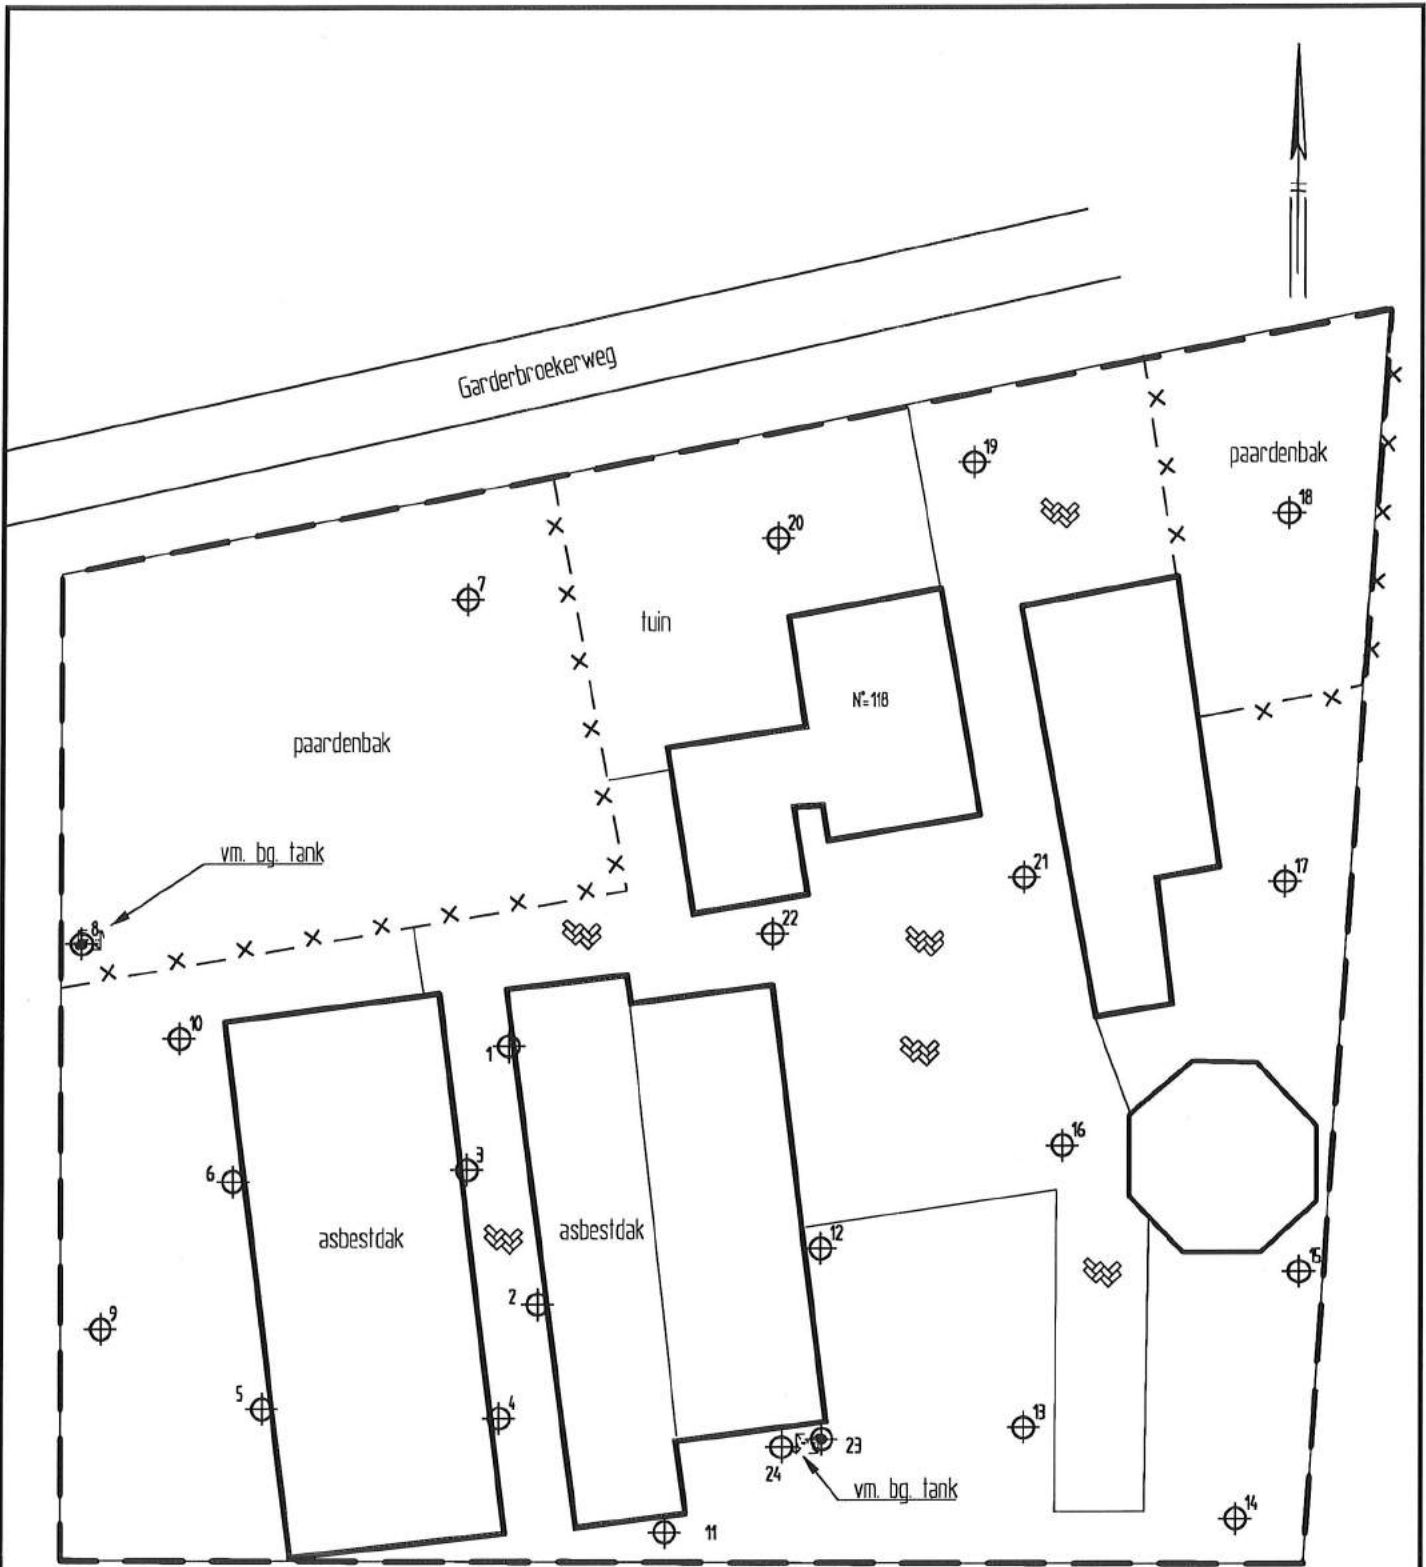 Garderbroekerweg
paardenbak
19
18
20
7
tuin
N°=118
paardenbak
vm. bg. tank
21
17
8
22
10
1
16
3
6
asbestdak
asbestdak
12
15
2
9
5
4
13
23
24
vm. bg. tank
14
11